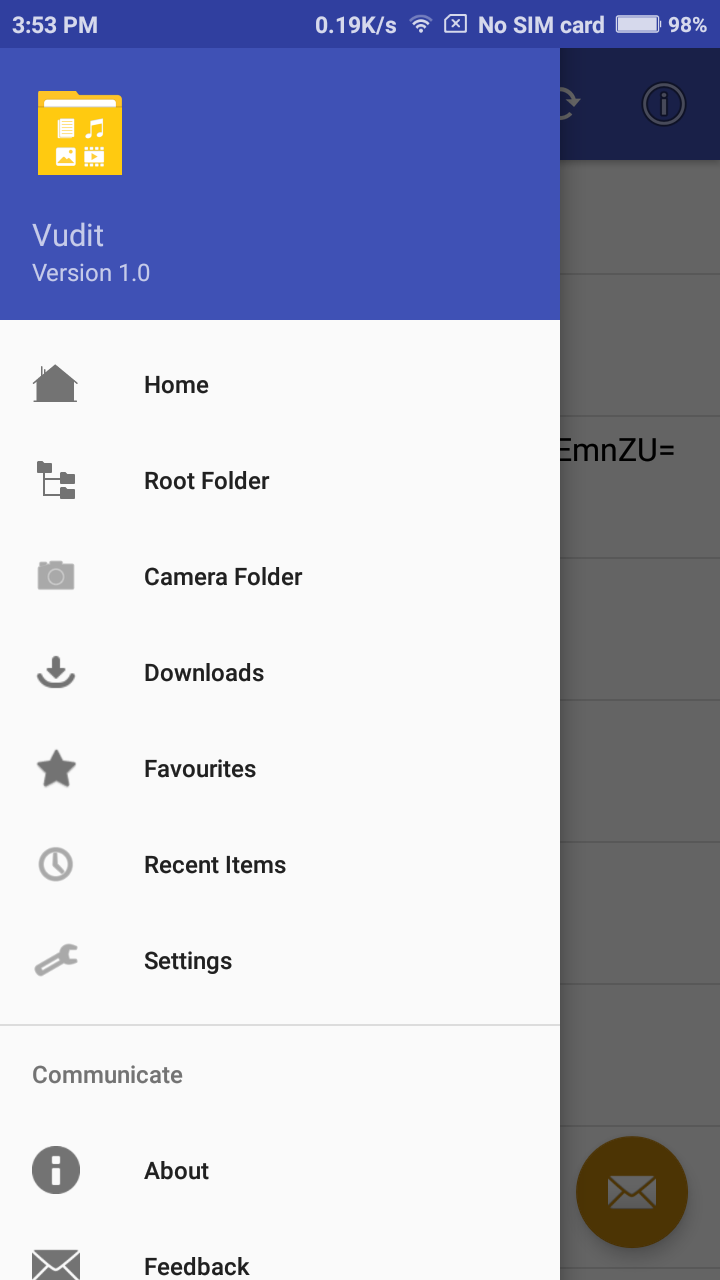 3:53 PM 0.19K/s No SIM card 98%
Vudit
Version 1.0
Home
EmnZU=
Root Folder
Camera Folder
Downloads
Favourites
Recent Items
Settings
Communicate
About
Feedback